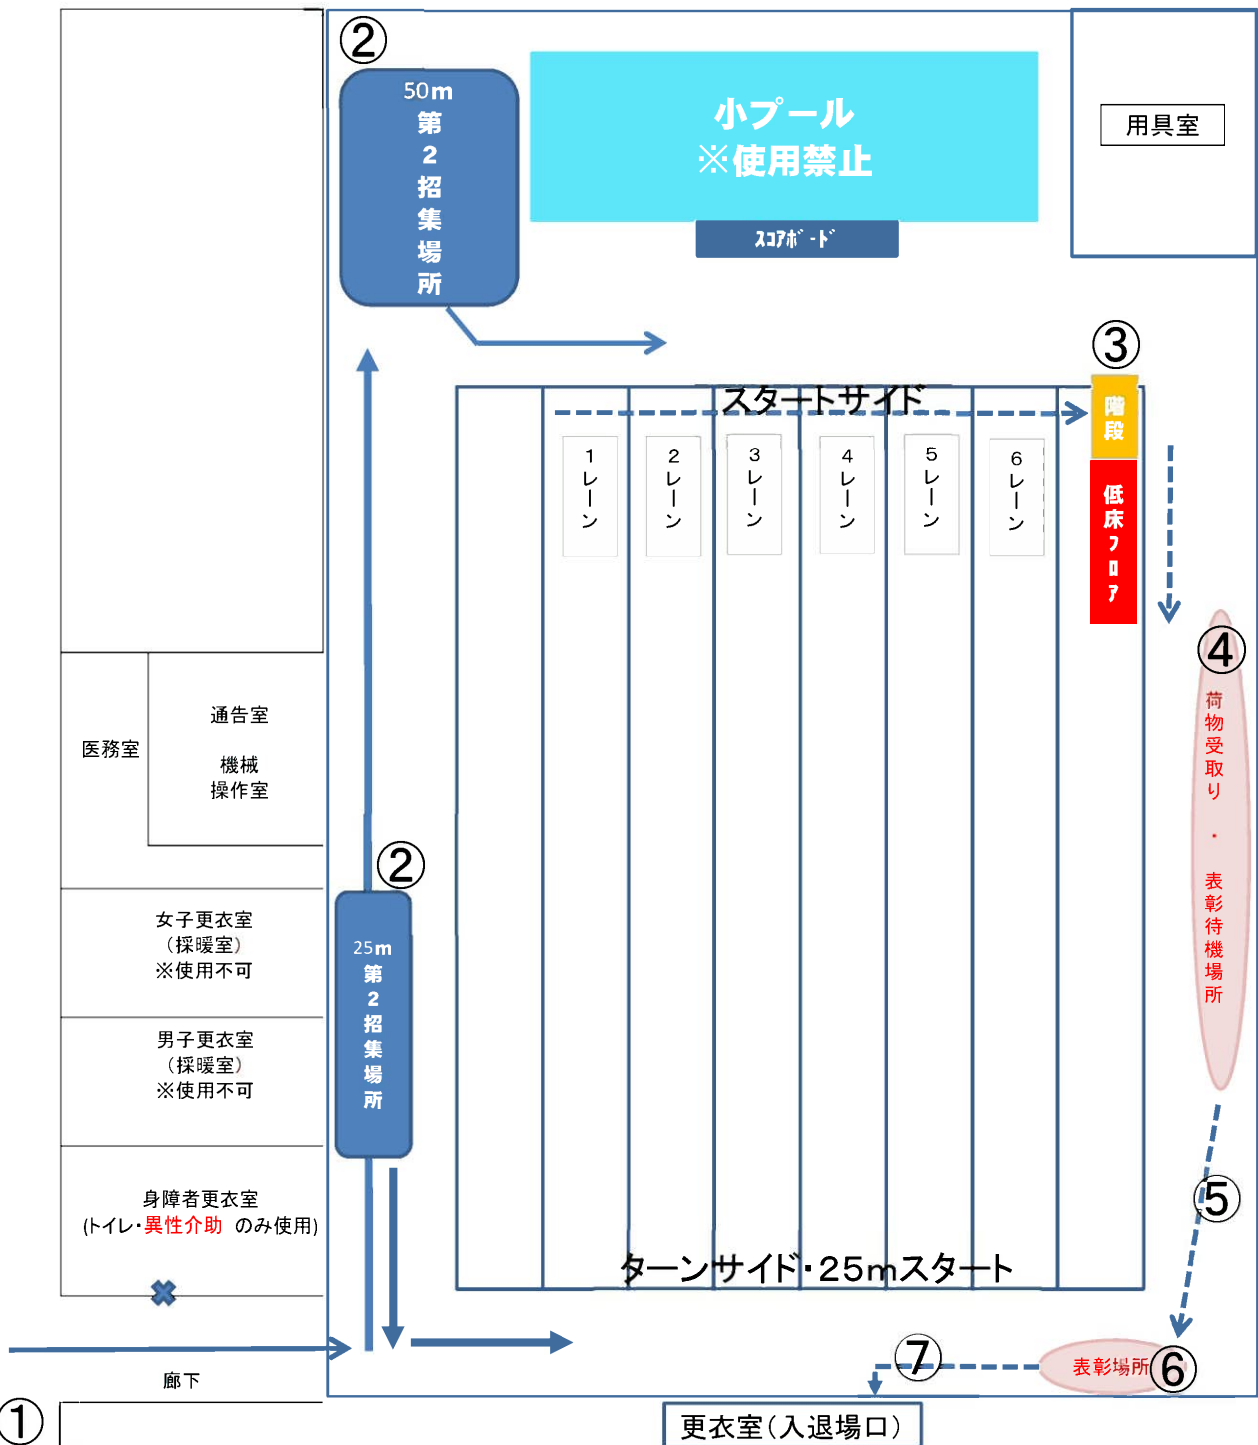 ②
50m
第
2
招
集
場
所
小プール
※使用禁止
スコアボード
用具室
③
スタートサイド
階段
低床フロア
1レーン
2レーン
3レーン
4レーン
5レーン
6レーン
④
荷物受取り ・ 表彰待機場所
医務室
通告室
機械
操作室
②
25m
第
2
招
集
場
所
女子更衣室
(採暖室)
※使用不可
男子更衣室
(採暖室)
※使用不可
身障者更衣室
(トイレ・異性介助 のみ使用)
⑤
ターンサイド・25mスタート
⑦
表彰場所
⑥
廊下
①
更衣室(入退場口)